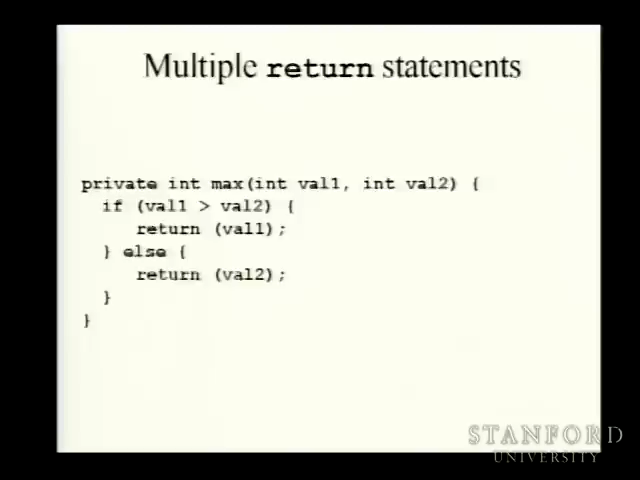 Multiple return statements
private int max(int val1, int val2) {
if (val1 > val2) {
return (val1);
} else {
return (val2);
}
}
STANFORD
UNIVERSITY